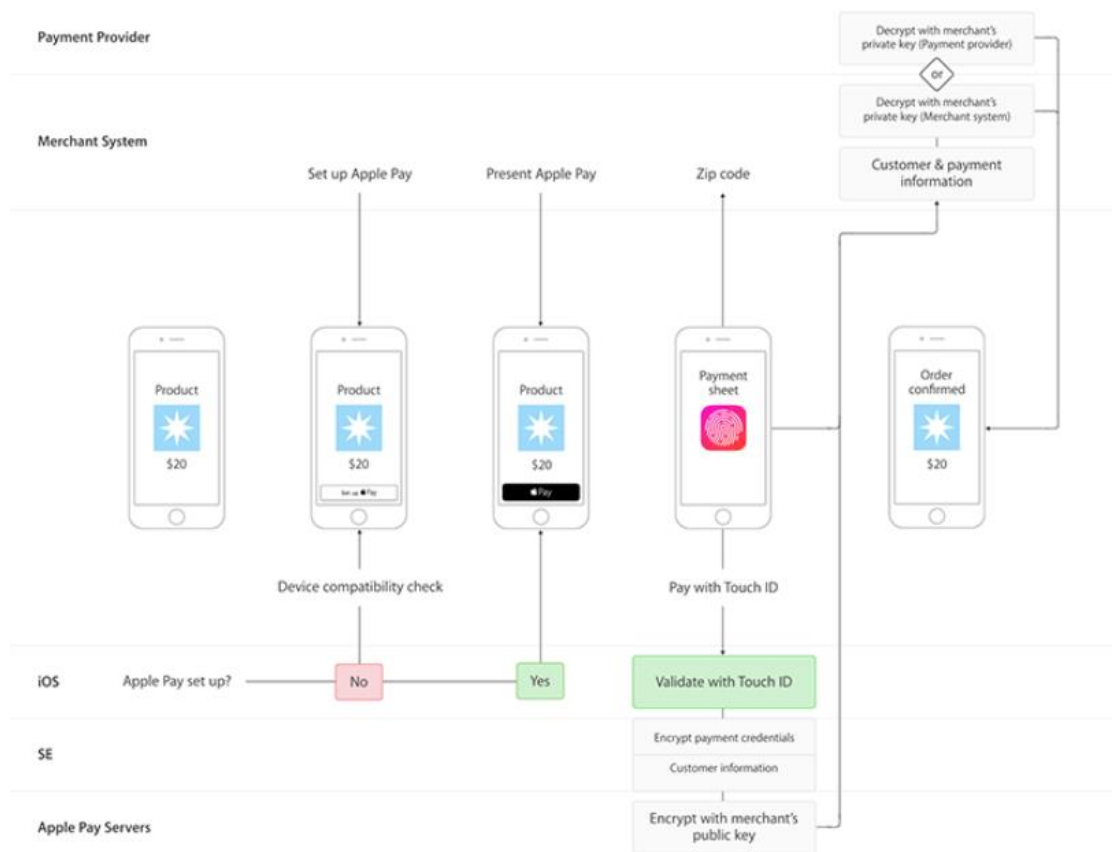 Payment Provider
Decrypt with merchant's
private key (Payment provider)
or
Decrypt with merchant's
private key (Merchant system)
Merchant System
Customer & payment
information
Set up Apple Pay
Present Apple Pay
Zip code
Product
$20
Set up Pay
Product
$20
Pay
Product
$20
Payment
sheet
Order
confirmed
$20
Device compatibility check
Pay with Touch ID
iOS
Apple Pay set up?
No
Yes
Validate with Touch ID
SE
Encrypt payment credentials
Customer information
Apple Pay Servers
Encrypt with merchant's
public key